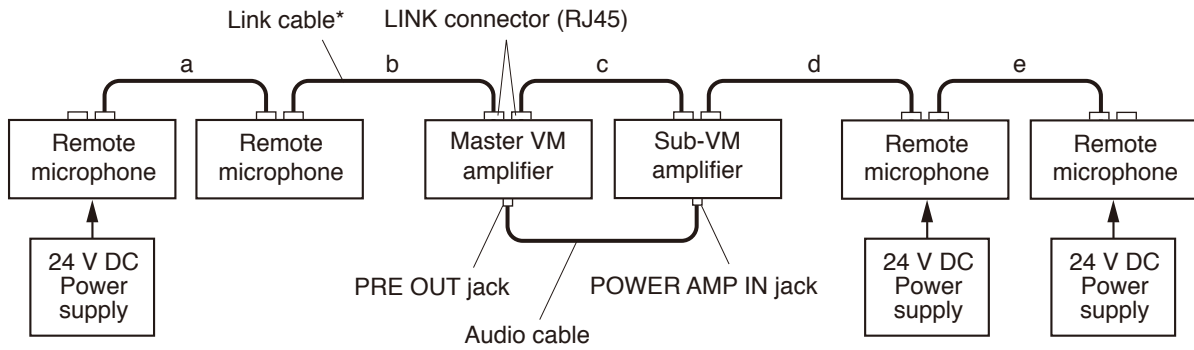 Link cable*
LINK connector (RJ45)
a
b
c
d
e
Remote
microphone
Remote
microphone
Master VM
amplifier
Sub-VM
amplifier
Remote
microphone
Remote
microphone
24 V DC
Power
supply
PRE OUT jack
POWER AMP IN jack
24 V DC
Power
supply
24 V DC
Power
supply
Audio cable